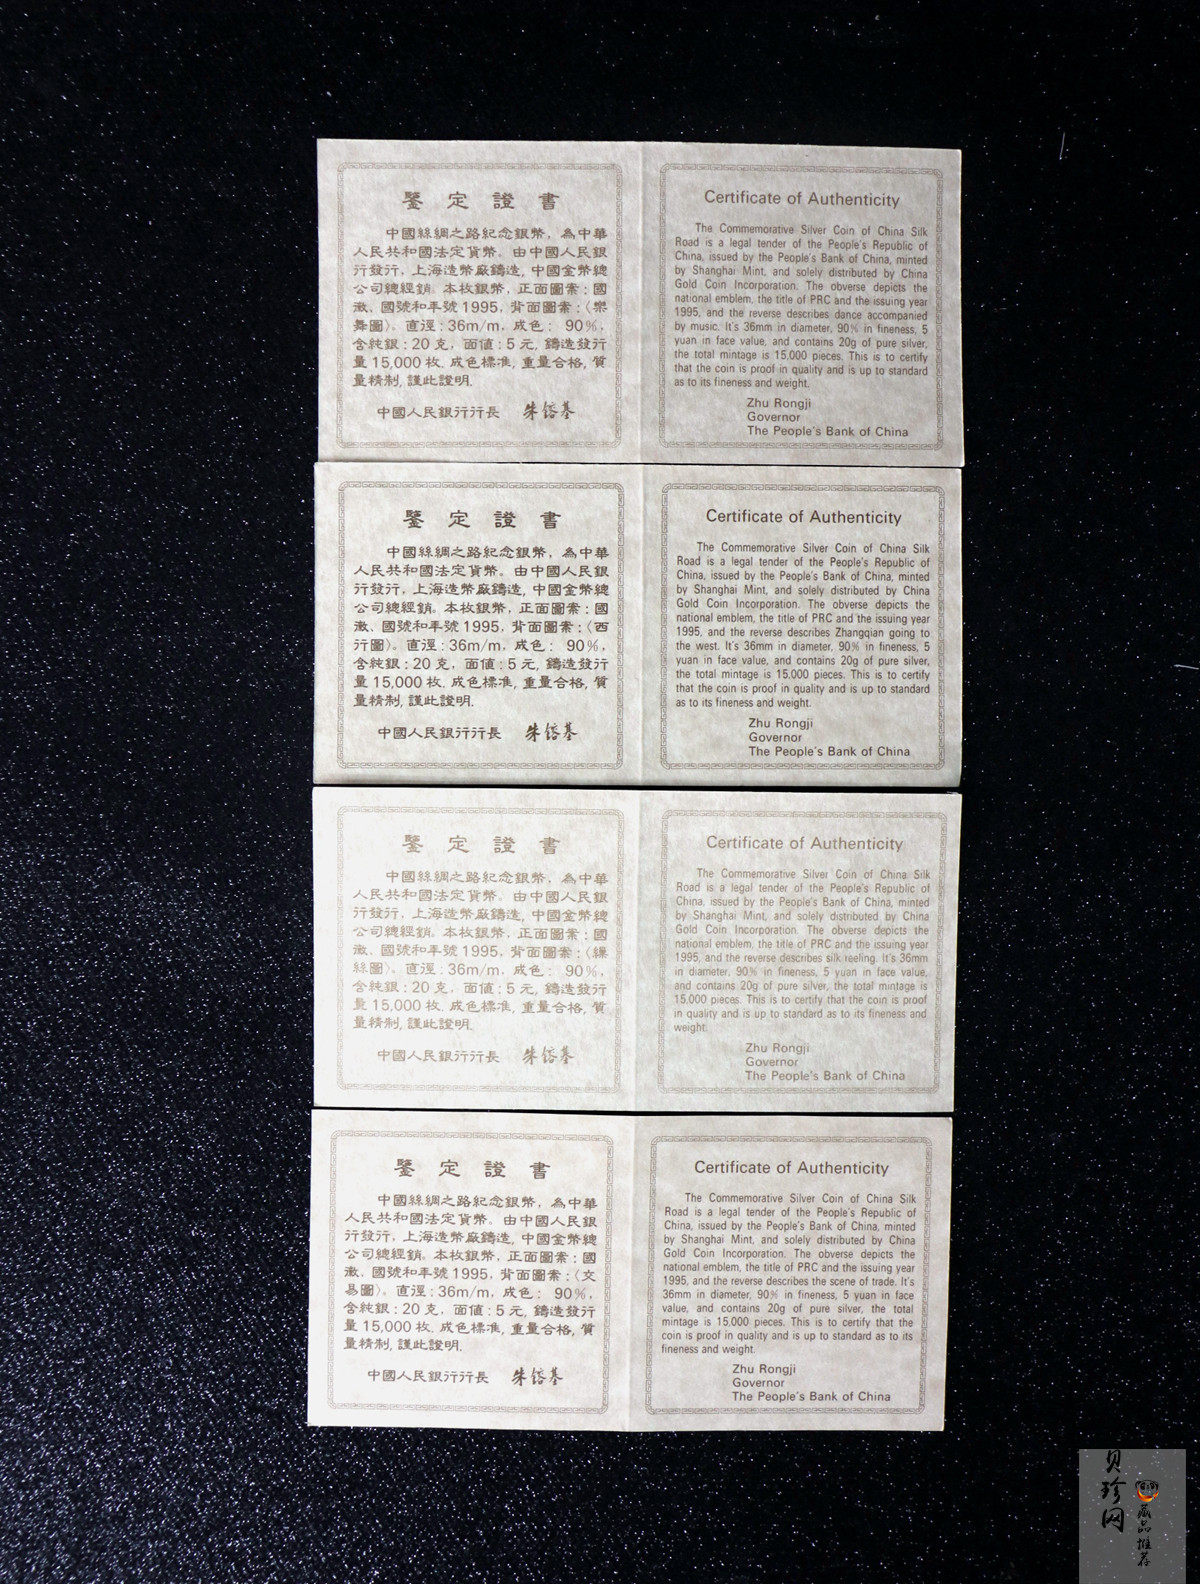 鑒定證書
中國絲綢之路紀念銀幣，為中華
人民共和國法定貨幣。由中國人民銀
行發行，上海造幣廠鑄造，中國金幣總
公司總經銷。本枚銀幣，正面圖案：國
徽、國號和年號1995，背面圖案：〈樂
舞圖〉。直徑：36m/m，成色： 90%，
含純銀：20克，面值：5元，鑄造發行
量15,000枚。成色標准，重量合格，質
量精制，謹此證明。
中國人民銀行行長 朱鎔基
Certificate of Authenticity
The Commemorative Silver Coin of China Silk
Road is a legal tender of the People's Republic of
China, issued by the People's Bank of China, minted
by Shanghai Mint, and solely distributed by China
Gold Coin Incorporation. The obverse depicts the
national emblem, the title of PRC and the issuing year
1995, and the reverse describes dance accompanied
by music. It's 36mm in diameter, 90% in fineness, 5
yuan in face value, and contains 20g of pure silver,
the total mintage is 15,000 pieces. This is to certify
that the coin is proof in quality and is up to standard
as to its fineness and weight.
Zhu Rongji
Governor
The People's Bank of China
鑒定證書
中國絲綢之路紀念銀幣，為中華
人民共和國法定貨幣。由中國人民銀
行發行，上海造幣廠鑄造，中國金幣總
公司總經銷。本枚銀幣，正面圖案：國
徽、國號和年號1995，背面圖案：〈西
行圖〉。直徑：36m/m，成色： 90%，
含純銀：20克，面值：5元，鑄造發行
量15,000枚。成色標准，重量合格，質
量精制，謹此證明。
中國人民銀行行長 朱鎔基
Certificate of Authenticity
The Commemorative Silver Coin of China Silk
Road is a legal tender of the People's Republic of
China, issued by the People's Bank of China, minted
by Shanghai Mint, and solely distributed by China
Gold Coin Incorporation. The obverse depicts the
national emblem, the title of PRC and the issuing year
1995, and the reverse describes Zhangqian going to
the west. It's 36mm in diameter, 90% in fineness, 5
yuan in face value, and contains 20g of pure silver,
the total mintage is 15,000 pieces. This is to certify
that the coin is proof in quality and is up to standard
as to its fineness and weight.
Zhu Rongji
Governor
The People's Bank of China
鑒定證書
中國絲綢之路紀念銀幣，為中華
人民共和國法定貨幣。由中國人民銀
行發行，上海造幣廠鑄造，中國金幣總
公司總經銷。本枚銀幣，正面圖案：國
徽、國號和年號1995，背面圖案：〈繅
絲圖〉。直徑：36m/m，成色： 90%，
含純銀：20克，面值：5元，鑄造發行
量15,000枚。成色標准，重量合格，質
量精制，謹此證明。
中國人民銀行行長 朱鎔基
Certificate of Authenticity
The Commemorative Silver Coin of China Silk
Road is a legal tender of the People's Republic of
China, issued by the People's Bank of China, minted
by Shanghai Mint, and solely distributed by China
Gold Coin Incorporation. The obverse depicts the
national emblem, the title of PRC and the issuing year
1995, and the reverse describes silk reeling. It's 36mm
in diameter, 90% in fineness, 5 yuan in face value,
and contains 20g of pure silver, the total mintage is
15,000 pieces. This is to certify that the coin is proof
in quality and is up to standard as to its fineness and
weight.
Zhu Rongji
Governor
The People's Bank of China
鑒定證書
中國絲綢之路紀念銀幣，為中華
人民共和國法定貨幣。由中國人民銀
行發行，上海造幣廠鑄造，中國金幣總
公司總經銷。本枚銀幣，正面圖案：國
徽、國號和年號1995，背面圖案：〈交
易圖〉。直徑：36m/m，成色： 90%，
含純銀：20克，面值：5元，鑄造發行
量15,000枚。成色標准，重量合格，質
量精制，謹此證明。
中國人民銀行行長 朱鎔基
Certificate of Authenticity
The Commemorative Silver Coin of China Silk
Road is a legal tender of the People's Republic of
China, issued by the People's Bank of China, minted
by Shanghai Mint, and solely distributed by China
Gold Coin Incorporation. The obverse depicts the
national emblem, the title of PRC and the issuing year
1995, and the reverse describes the scene of trade. It's
36mm in diameter, 90% in fineness, 5 yuan in face
value, and contains 20g of pure silver, the total
mintage is 15,000 pieces. This is to certify that the
coin is proof in quality and is up to standard as to its
fineness and weight.
Zhu Rongji
Governor
The People's Bank of China
贝珍网
藏品推荐